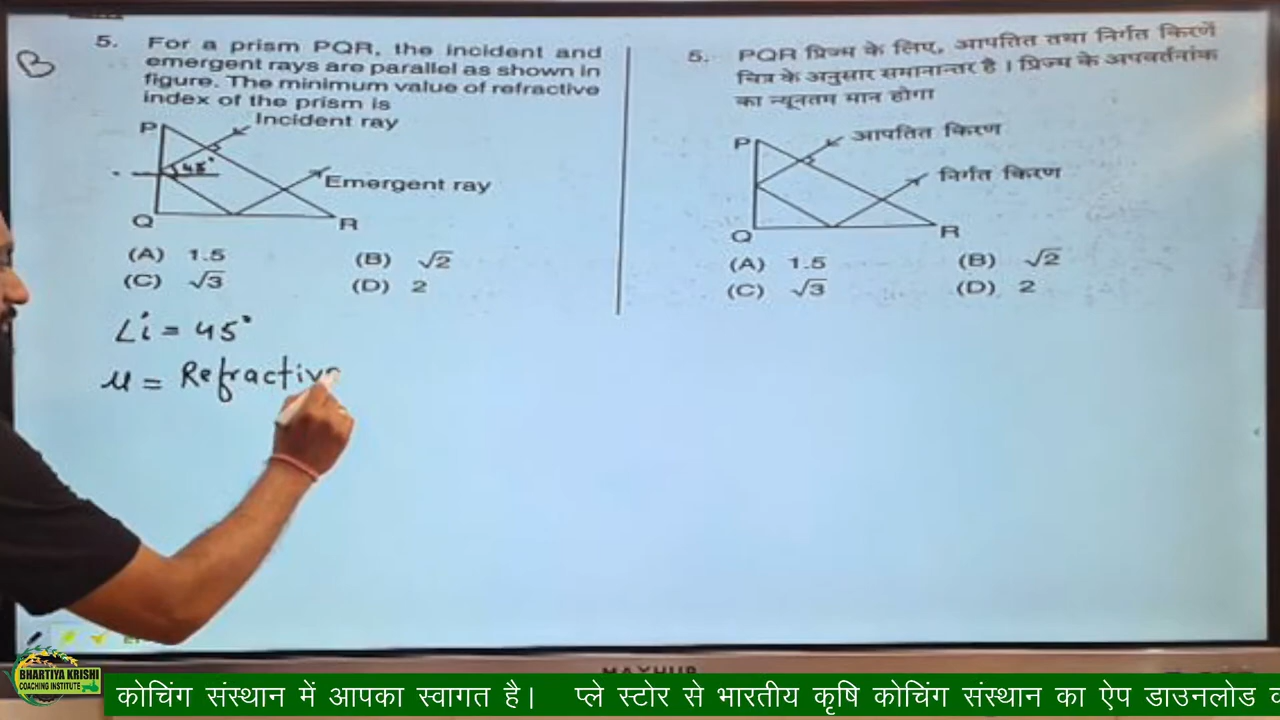 B
5. For a prism PQR, the incident and
emergent rays are parallel as shown in
figure. The minimum value of refractive
index of the prism is
P
Incident ray
45°
Emergent ray
Q
R
(A) 1.5
(B) √2
(C) √3
(D) 2
∠i = 45°
μ = Refractive
5. PQR प्रिज्म के लिए, आपतित तथा निर्गत किरणें
चित्र के अनुसार समानान्तर है । प्रिज्म के अपवर्तनांक
का न्यूनतम मान होगा
P
आपतित किरण
निर्गत किरण
Q
R
(A) 1.5
(B) √2
(C) √3
(D) 2
BHARTIYA KRISHI
COACHING INSTITUTE
कोचिंग संस्थान में आपका स्वागत है। प्ले स्टोर से भारतीय कृषि कोचिंग संस्थान का ऐप डाउनलोड